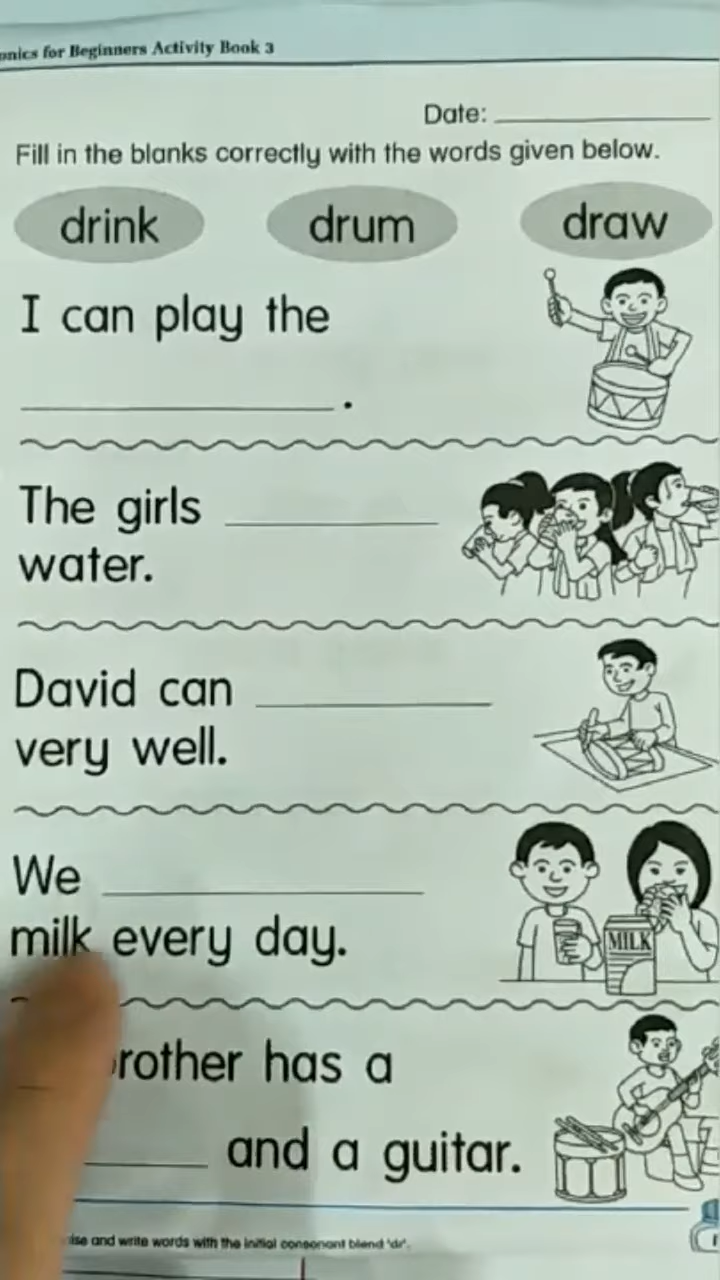 for Beginners Activity Book 3
Date:
Fill in the blanks correctly with the words given below.
drink drum draw
I can play the
.
The girls
water.
David can
very well.
We
milk every day.
MILK
has a
and a guitar.
and write words with the initial consonant blend 'dr'.